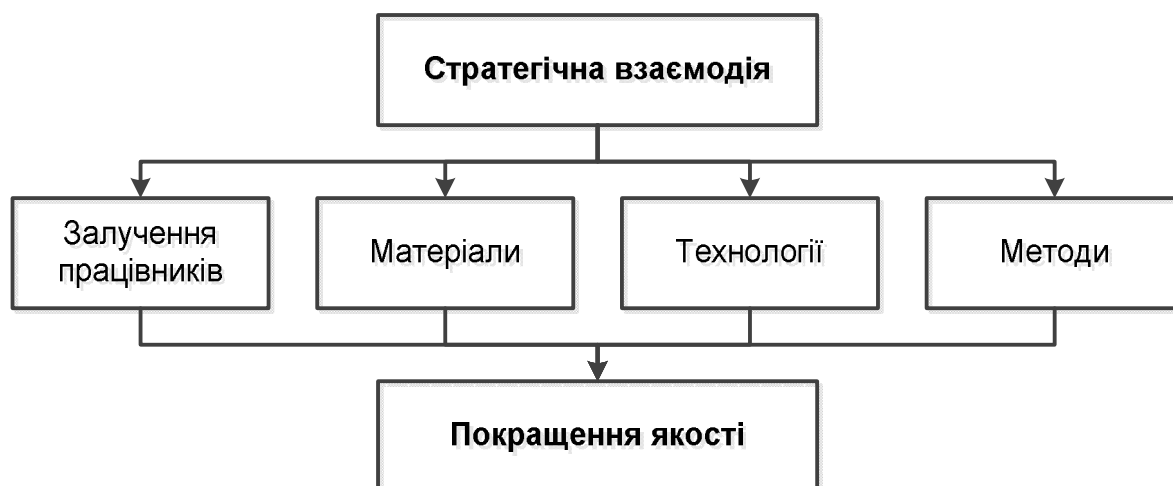 Стратегічна взаємодія
Залучення
працівників
Матеріали
Технології
Методи
Покращення якості